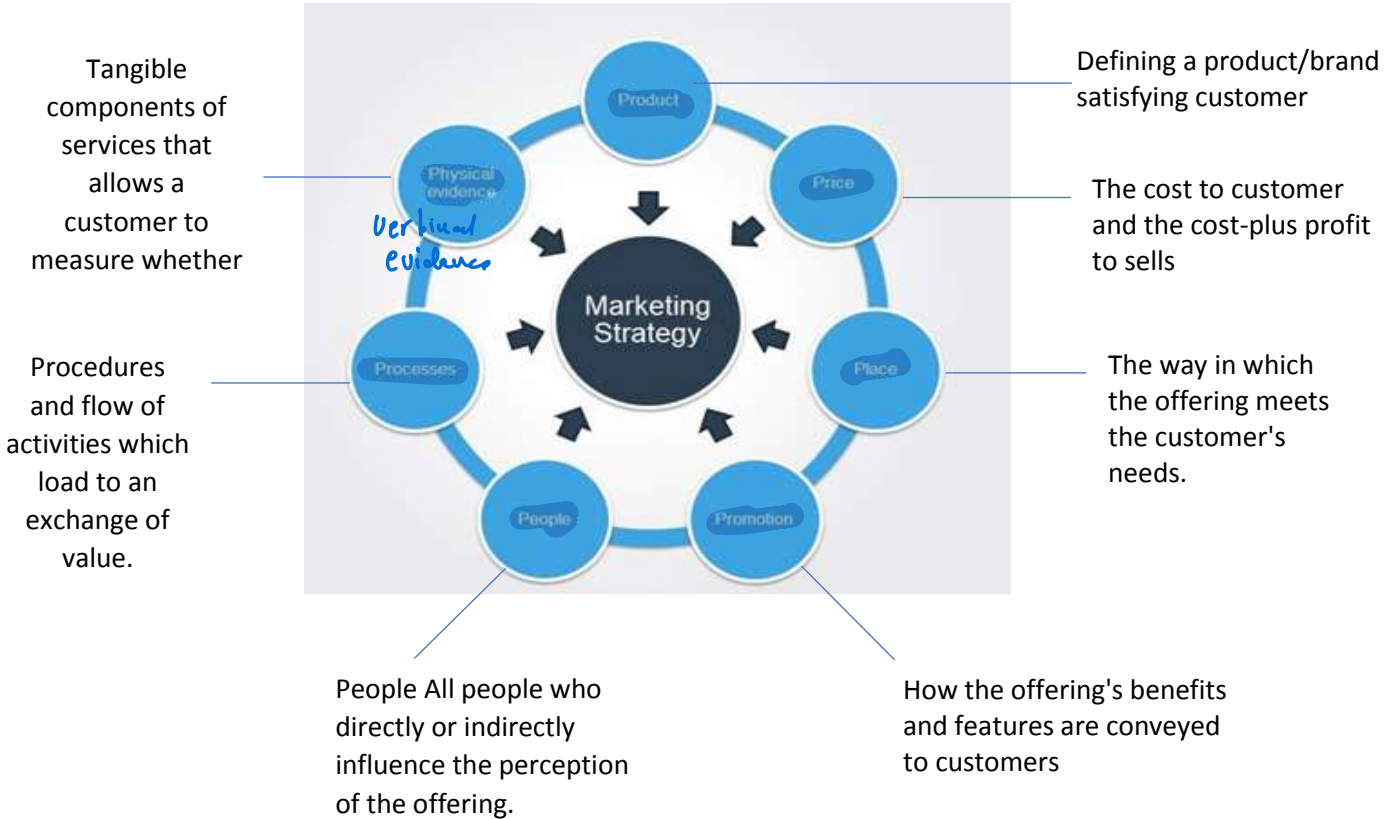 Tangible
components of
services that
allows a
customer to
measure whether
Procedures
and flow of
activities which
load to an
exchange of
value.
Product
Physical
evidence
evidence
Price
Processes
Marketing
Strategy
Place
People
Promotion
Defining a product/brand
satisfying customer
The cost to customer
and the cost-plus profit
to sells
The way in which
the offering meets
the customer's
needs.
People All people who
directly or indirectly
influence the perception
of the offering.
How the offering's benefits
and features are conveyed
to customers